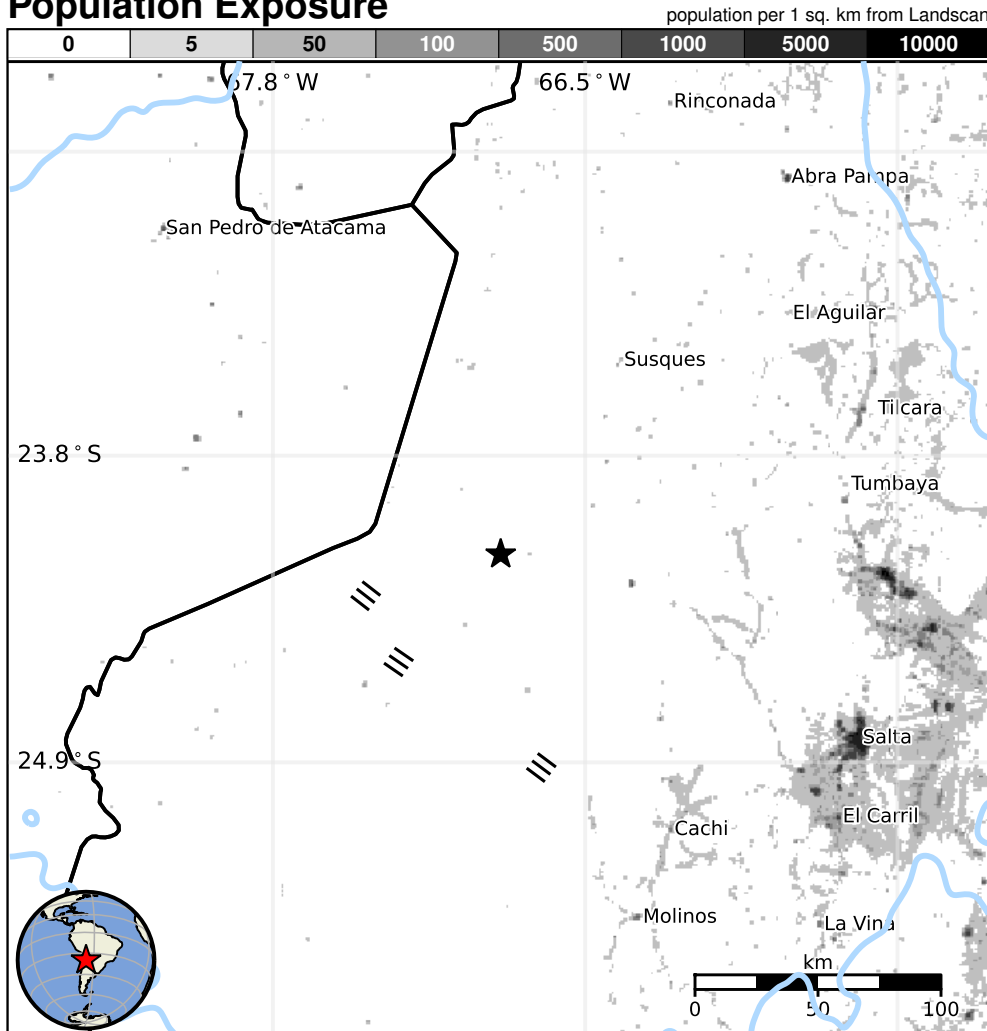 Population Exposure
population per 1 sq. km from Landscan
0 5 50 100 500 1000 5000 10000
67.8°W 66.5°W
Rinconada
Abra Pampa
San Pedro de Atacama
El Aguilar
Susques
Tilcara
23.8°S
Tumbaya
Salta
24.9°S
El Carril
Cachi
Molinos
La Vina
km
0 50 100